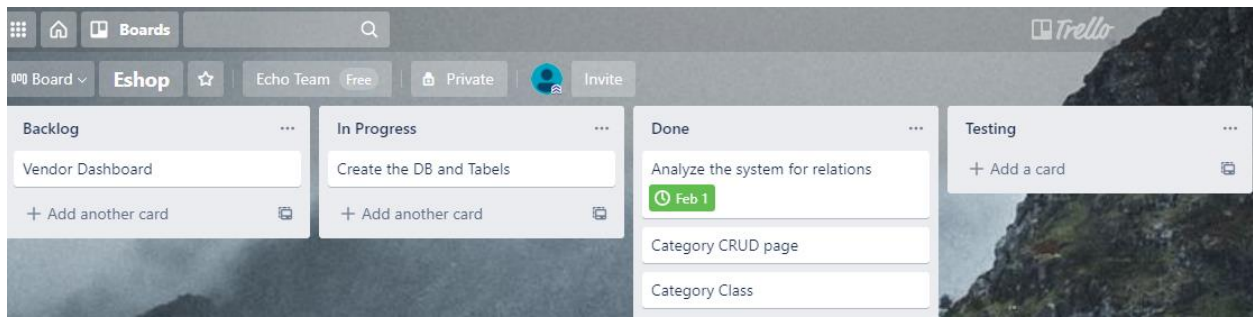 Boards
Trello
Board
Eshop
Echo Team Free
Private
Invite
Backlog
Vendor Dashboard
+ Add another card
In Progress
Create the DB and Tabels
+ Add another card
Done
Analyze the system for relations
Feb 1
Category CRUD page
Category Class
Testing
+ Add a card